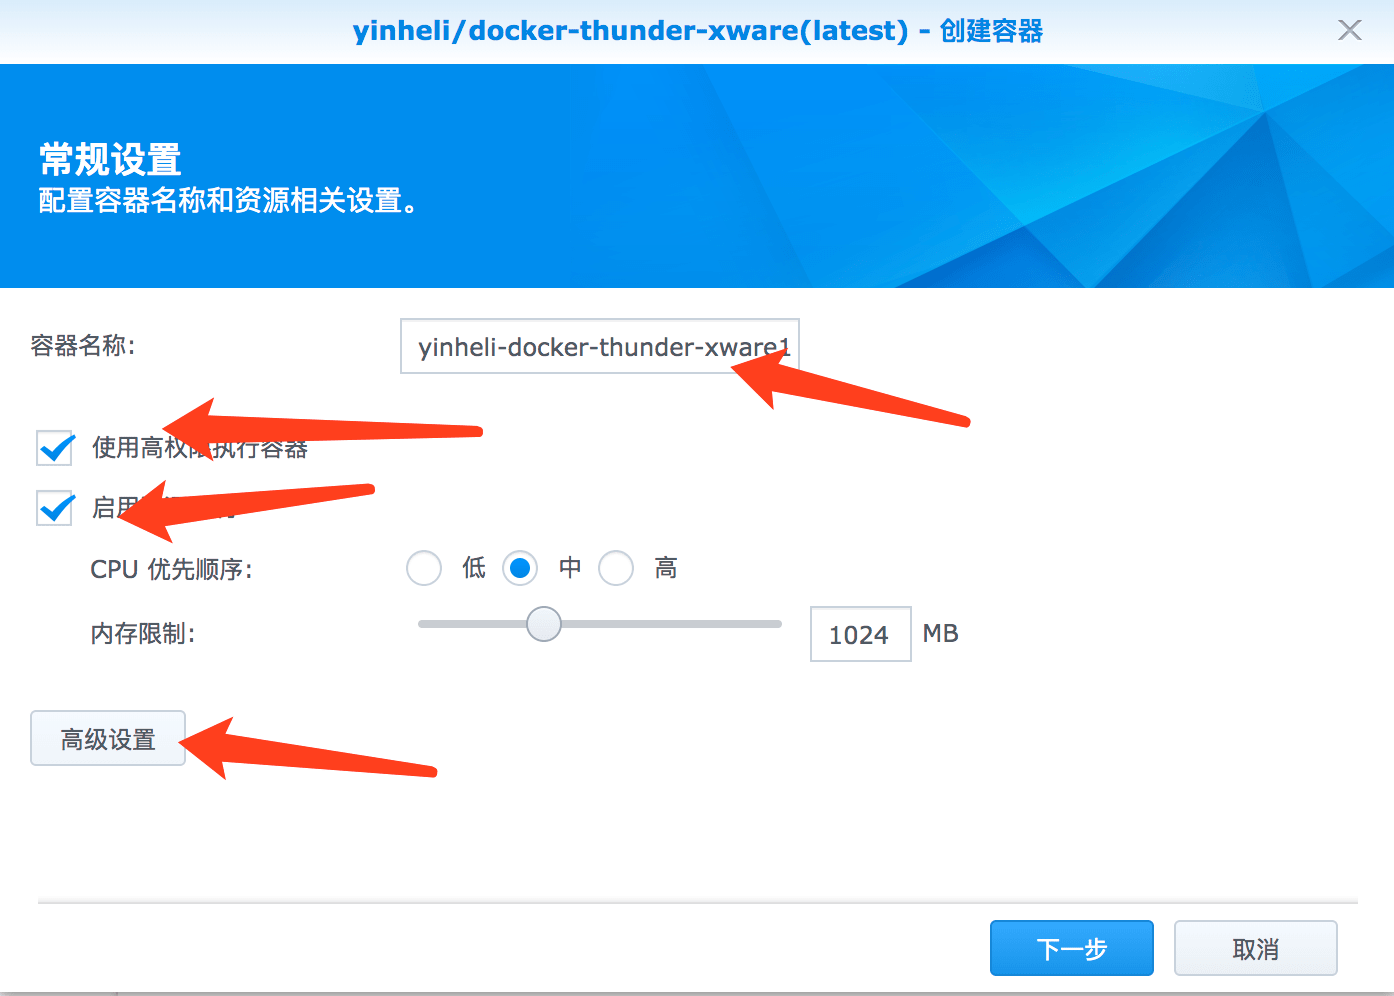 yinheli/docker-thunder-xware(latest) - 创建容器
常规设置
配置容器名称和资源相关设置。
容器名称:
yinheli-docker-thunder-xware1
使用高权限执行容器
启用
CPU 优先顺序:
低 中 高
内存限制:
1024 MB
高级设置
下一步 取消